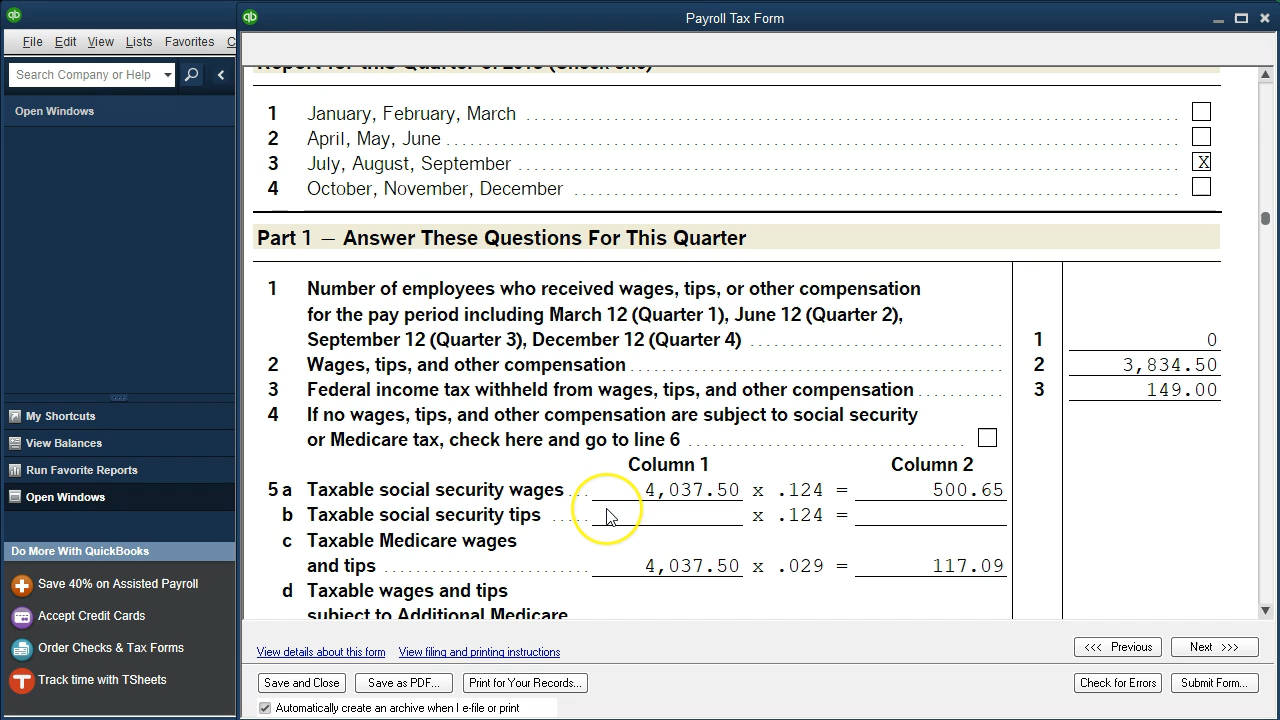 Payroll Tax Form
File Edit View Lists Favorites C
Search Company or Help
Open Windows
My Shortcuts
View Balances
Run Favorite Reports
Open Windows
Do More With QuickBooks
Save 40% on Assisted Payroll
Accept Credit Cards
Order Checks & Tax Forms
Track time with TSheets
1 January, February, March
2 April, May, June
3 July, August, September X
4 October, November, December
Part 1 – Answer These Questions For This Quarter
1 Number of employees who received wages, tips, or other compensation
for the pay period including March 12 (Quarter 1), June 12 (Quarter 2),
September 12 (Quarter 3), December 12 (Quarter 4) 1 0
2 Wages, tips, and other compensation 2 3,834.50
3 Federal income tax withheld from wages, tips, and other compensation 3 149.00
4 If no wages, tips, and other compensation are subject to social security
or Medicare tax, check here and go to line 6
Column 1 Column 2
5a Taxable social security wages 4,037.50 x .124 = 500.65
b Taxable social security tips x .124 =
c Taxable Medicare wages
and tips 4,037.50 x .029 = 117.09
d Taxable wages and tips
subject to Additional Medicare
View details about this form View filing and printing instructions
<<< Previous Next >>>
Save and Close Save as PDF... Print for Your Records... Check for Errors Submit Form...
Automatically create an archive when I e-file or print